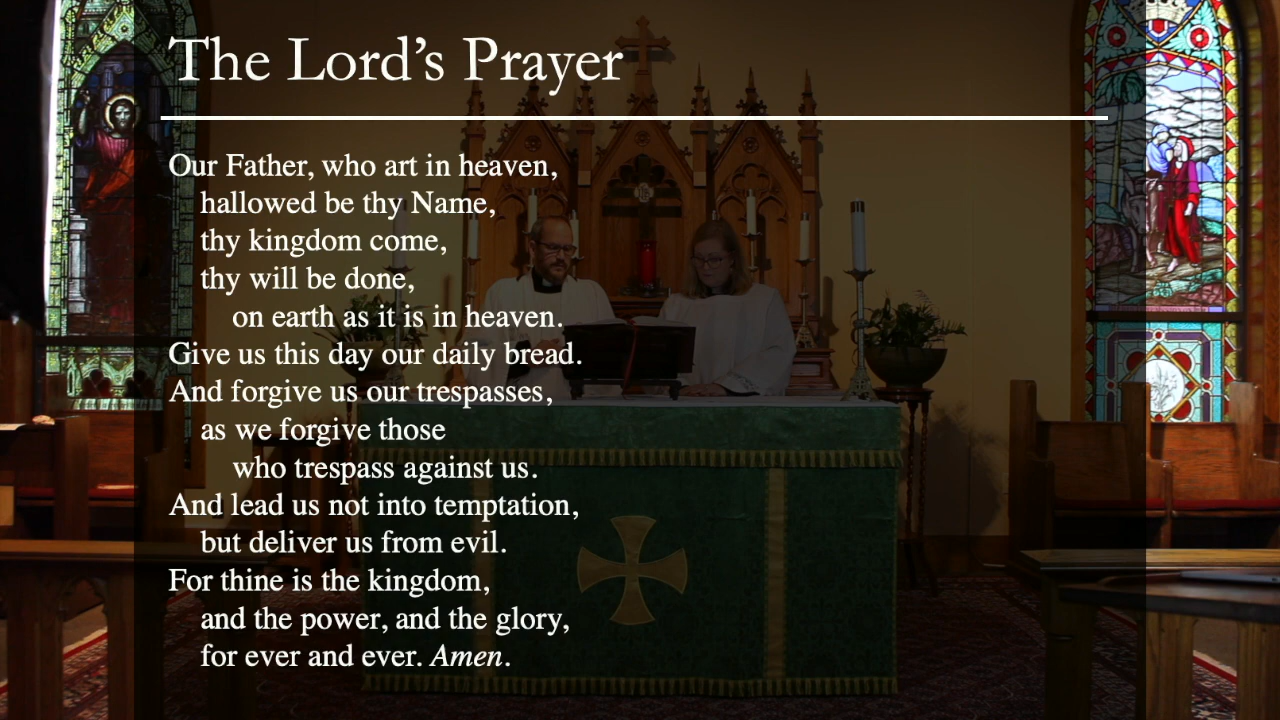 The Lord’s Prayer
Our Father, who art in heaven,
hallowed be thy Name,
thy kingdom come,
thy will be done,
on earth as it is in heaven.
Give us this day our daily bread.
And forgive us our trespasses,
as we forgive those
who trespass against us.
And lead us not into temptation,
but deliver us from evil.
For thine is the kingdom,
and the power, and the glory,
for ever and ever. Amen.